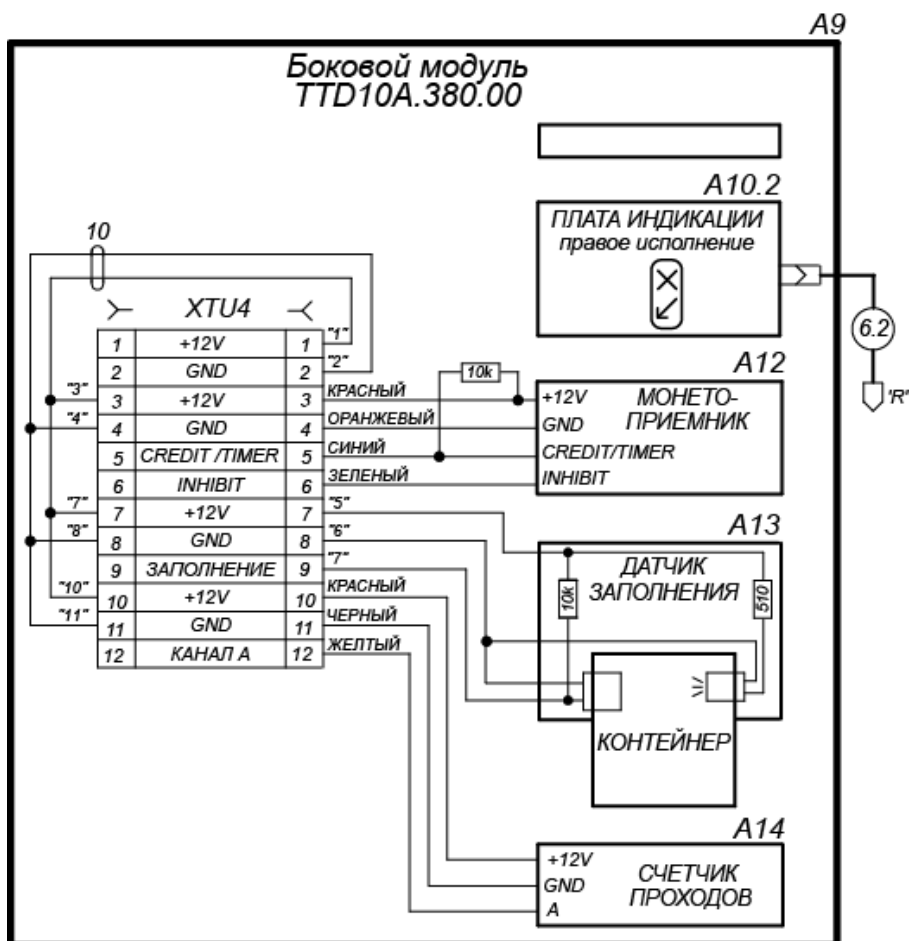 A9
Боковой модуль
TTD10A.380.00
A10.2
ПЛАТА ИНДИКАЦИИ
правое исполнение
6.2
'R"
10
XTU4
1 +12V 1 "1"
2 GND 2 "2"
"3" 3 +12V 3 КРАСНЫЙ
"4" 4 GND 4 ОРАНЖЕВЫЙ
5 CREDIT /TIMER 5 СИНИЙ
6 INHIBIT 6 ЗЕЛЕНЫЙ
"7" 7 +12V 7 "5"
"8" 8 GND 8 "6"
9 ЗАПОЛНЕНИЕ 9 "7"
"10" 10 +12V 10 КРАСНЫЙ
"11" 11 GND 11 ЧЕРНЫЙ
12 КАНАЛ А 12 ЖЕЛТЫЙ
10k
A12
МОНЕТО-
ПРИЕМНИК
+12V
GND
CREDIT/TIMER
INHIBIT
A13
ДАТЧИК
ЗАПОЛНЕНИЯ
10k
510
КОНТЕЙНЕР
A14
+12V
GND
A
СЧЕТЧИК
ПРОХОДОВ